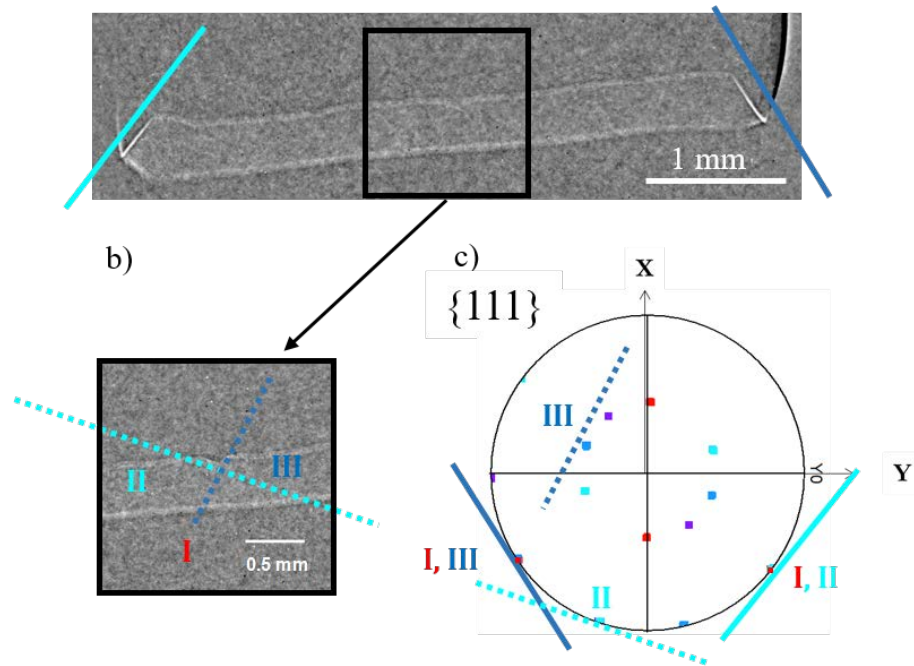 1 mm
b)
c)
X
{111}
III
Y
Y0
II
III
I
0.5 mm
I, III
II
I, II